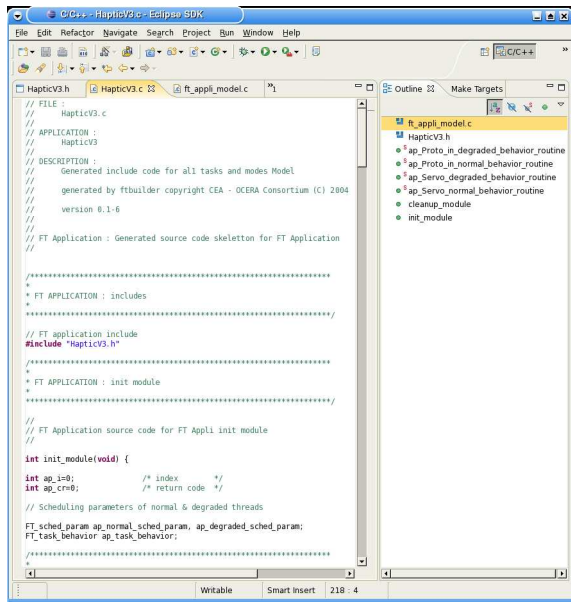 C/C++ - HapticV3.c - Eclipse SDK
File Edit Refactor Navigate Search Project Run Window Help
C/C++ »
HapticV3.h HapticV3.c ft_appli_model.c »1
// FILE :
// HapticV3.c
//
// APPLICATION :
// HapticV3
//
// DESCRIPTION :
// Generated include code for all tasks and modes Model
//
// generated by ftbuilder copyright CEA - OCERA Consortium (C) 2004
//
// version 0.1-6
//
//
// FT Application : Generated source code skeletton for FT Application
//
/******************************************************************
*
* FT APPLICATION : includes
*
******************************************************************/
// FT application include
#include "HapticV3.h"
/******************************************************************
*
* FT APPLICATION : init module
*
******************************************************************/
//
// FT Application source code for FT Appli init module
//
int init_module(void) {
int ap_i=0; /* index */
int ap_cr=0; /* return code */
// Scheduling parameters of normal & degraded threads
FT_sched_param ap_normal_sched_param, ap_degraded_sched_param;
FT_task_behavior ap_task_behavior;
/******************************************************************
*
Outline Make Targets
ft_appli_model.c
HapticV3.h
S ap_Proto_in_degraded_behavior_routine
S ap_Proto_in_normal_behavior_routine
S ap_Servo_degraded_behavior_routine
S ap_Servo_normal_behavior_routine
cleanup_module
init_module
Writable Smart Insert 218 : 4